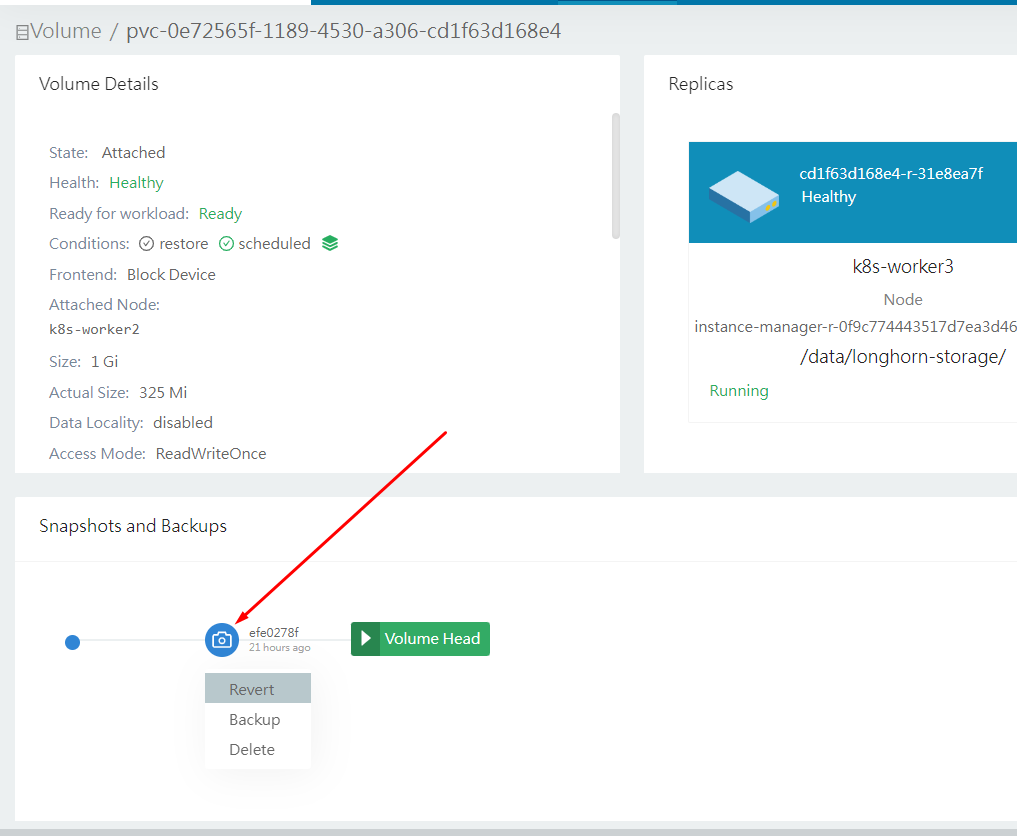 Volume / pvc-0e72565f-1189-4530-a306-cd1f63d168e4
Volume Details
State: Attached
Health: Healthy
Ready for workload: Ready
Conditions: restore scheduled
Frontend: Block Device
Attached Node:
k8s-worker2
Size: 1 Gi
Actual Size: 325 Mi
Data Locality: disabled
Access Mode: ReadWriteOnce
Replicas
cd1f63d168e4-r-31e8ea7f
Healthy
k8s-worker3
Node
instance-manager-r-0f9c774443517d7ea3d46
/data/longhorn-storage/
Running
Snapshots and Backups
efe0278f
21 hours ago
Volume Head
Revert
Backup
Delete